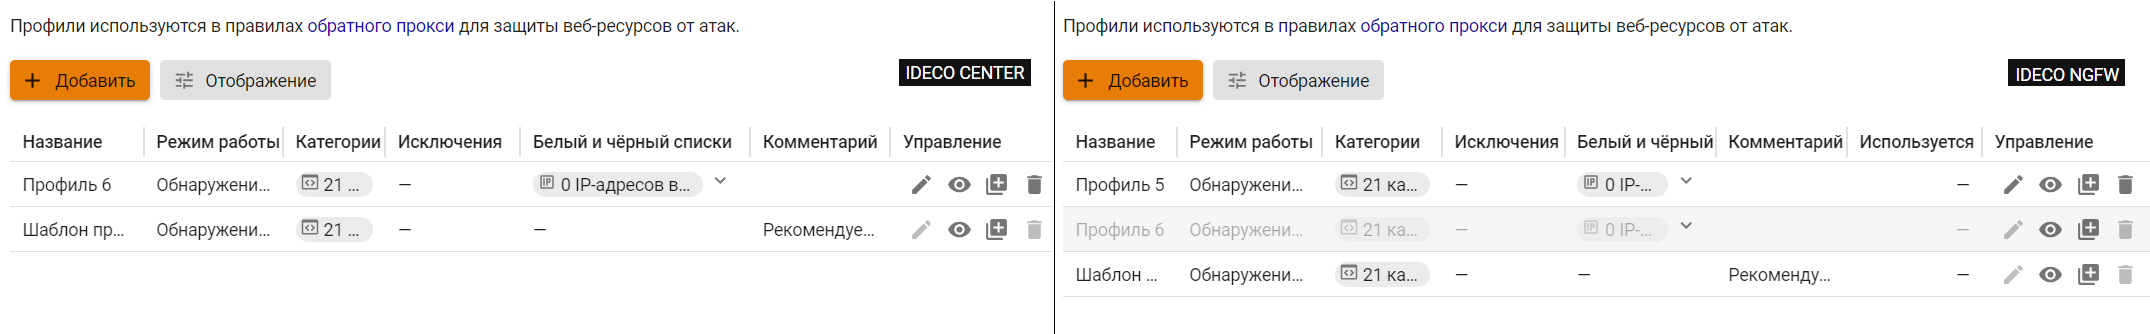 Профили используются в правилах обратного прокси для защиты веб-ресурсов от атак.
Добавить Отображение IDECO CENTER
Название Режим работы Категории Исключения Белый и чёрный списки Комментарий Управление
Профиль 6 Обнаружени... 21 ... — IP 0 IP-адресов в...
Шаблон пр... Обнаружени... 21 ... — — Рекомендуе...
Профили используются в правилах обратного прокси для защиты веб-ресурсов от атак.
Добавить Отображение IDECO NGFW
Название Режим работы Категории Исключения Белый и чёрный Комментарий Используется Управление
Профиль 5 Обнаружени... 21 ка... — IP 0 IP-... —
Профиль 6 Обнаружени... 21 ка... — IP 0 IP-... —
Шаблон ... Обнаружени... 21 ка... — — Рекоменду... —